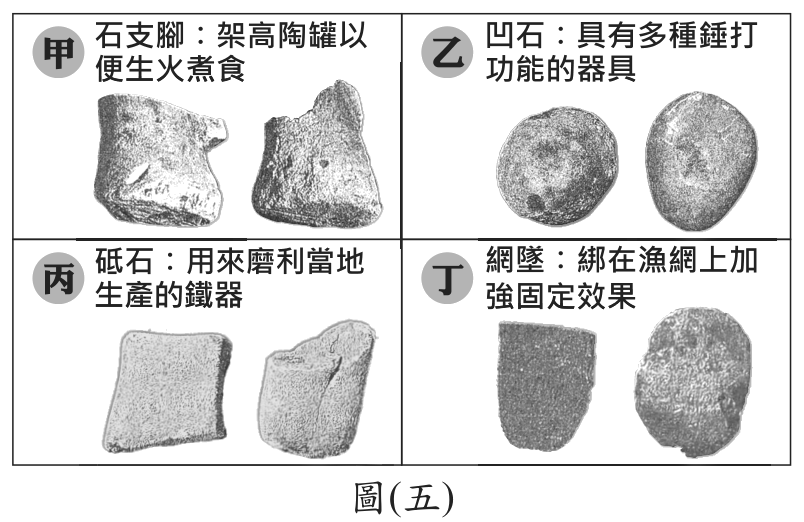 甲
石支腳：架高陶罐以
便生火煮食
乙
凹石：具有多種錘打
功能的器具
丙
砥石：用來磨利當地
生產的鐵器
丁
網墜：綁在漁網上加
強固定效果
圖(五)